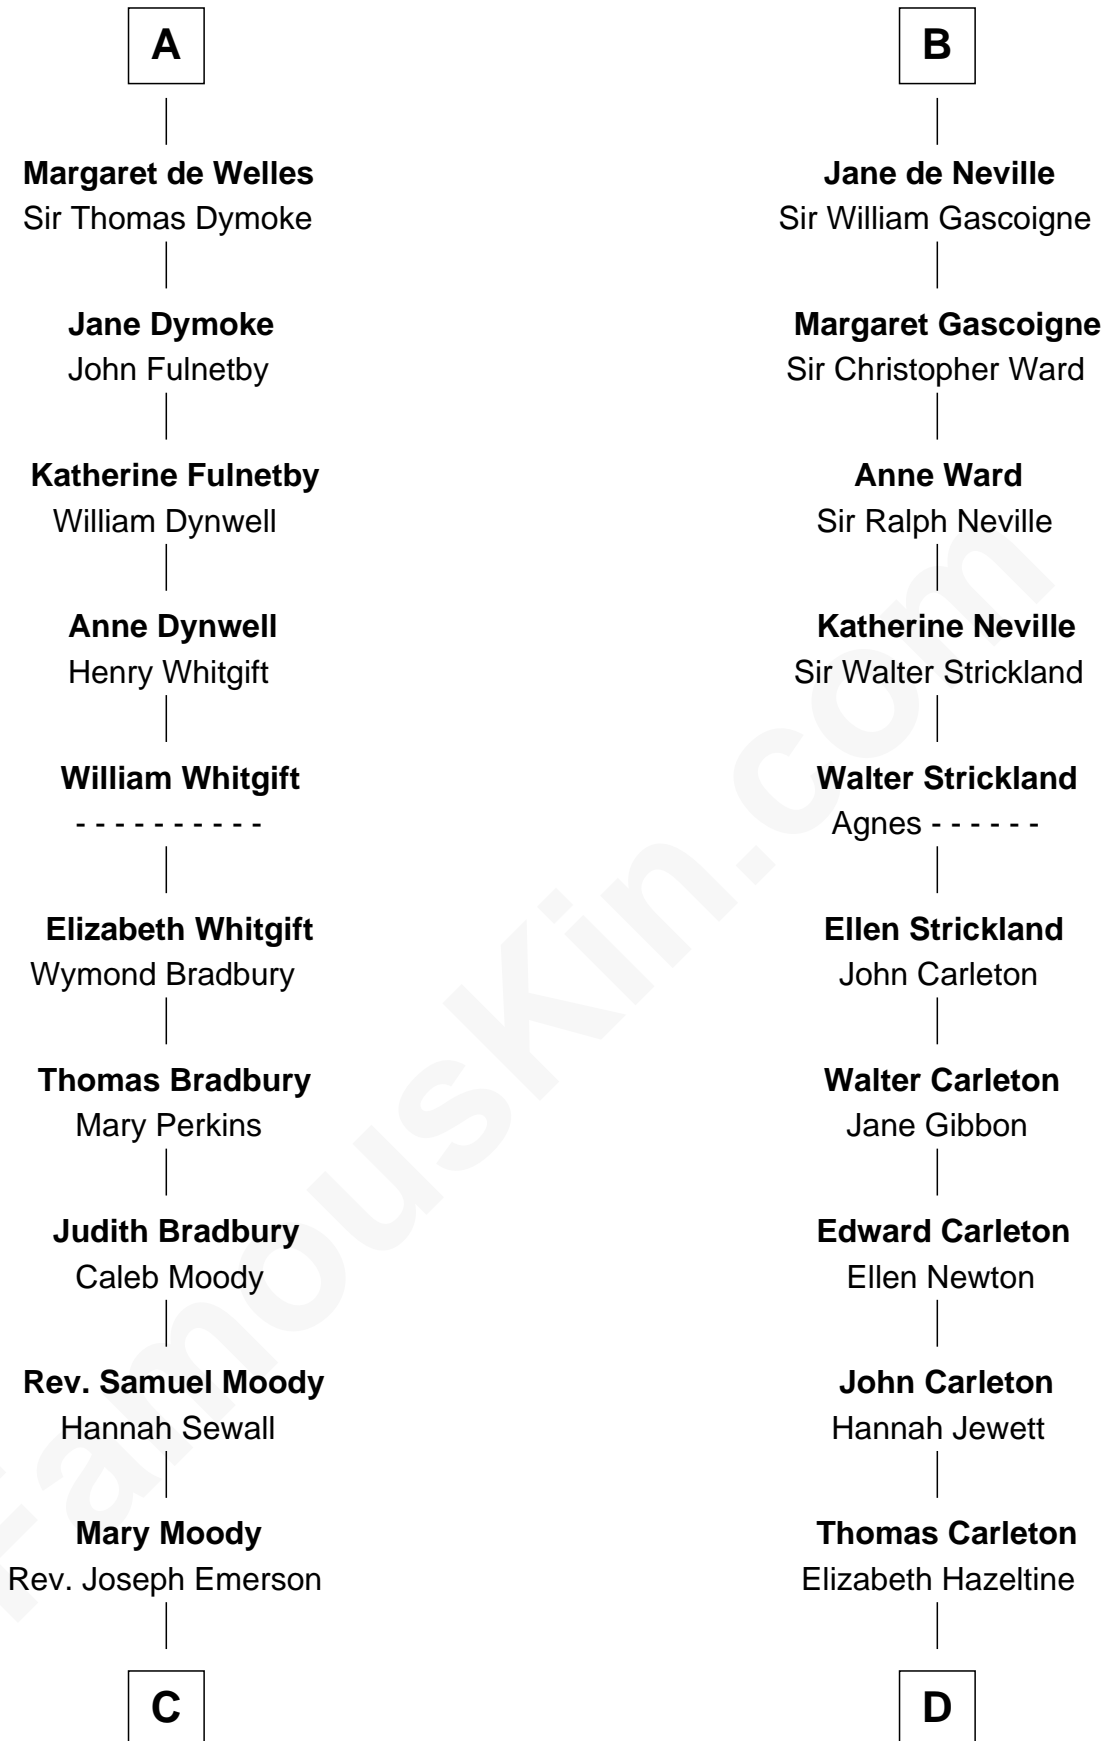 A
Margaret de Welles
Sir Thomas Dymoke
Jane Dymoke
John Fulnetby
Katherine Fulnetby
William Dynwell
Anne Dynwell
Henry Whitgift
William Whitgift
- - - - - - - - - -
Elizabeth Whitgift
Wymond Bradbury
Thomas Bradbury
Mary Perkins
Judith Bradbury
Caleb Moody
Rev. Samuel Moody
Hannah Sewall
Mary Moody
Rev. Joseph Emerson
C
B
Jane de Neville
Sir William Gascoigne
Margaret Gascoigne
Sir Christopher Ward
Anne Ward
Sir Ralph Neville
Katherine Neville
Sir Walter Strickland
Walter Strickland
Agnes - - - - - -
Ellen Strickland
John Carleton
Walter Carleton
Jane Gibbon
Edward Carleton
Ellen Newton
John Carleton
Hannah Jewett
Thomas Carleton
Elizabeth Hazeltine
D
FamousKin.com